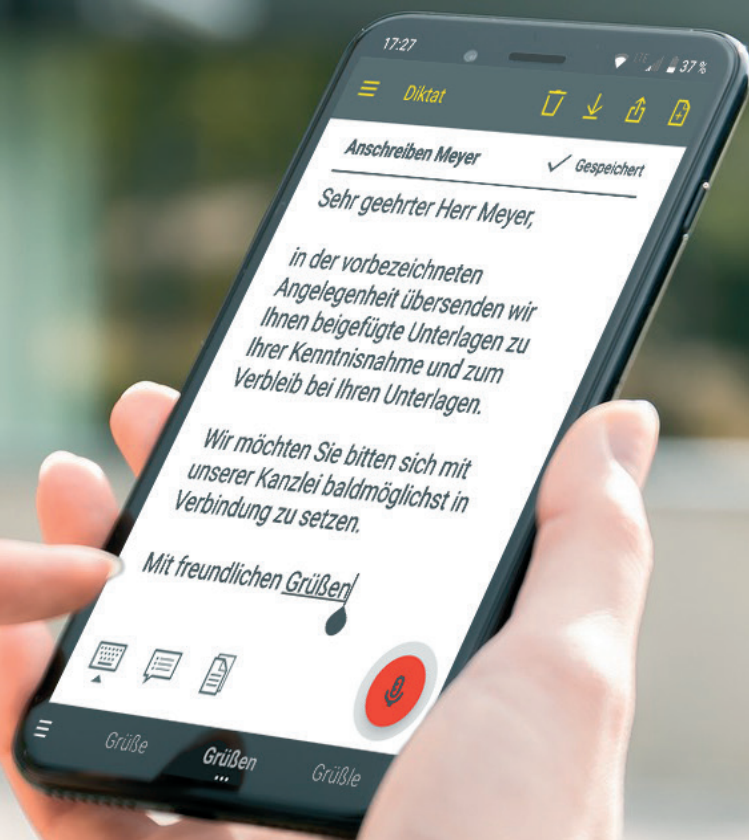 17:27 LTE 37 %
Diktat
Anschreiben Meyer Gespeichert
Sehr geehrter Herr Meyer,
in der vorbezeichneten
Angelegenheit übersenden wir
Ihnen beigefügte Unterlagen zu
Ihrer Kenntnisnahme und zum
Verbleib bei Ihren Unterlagen.
Wir möchten Sie bitten sich mit
unserer Kanzlei baldmöglichst in
Verbindung zu setzen.
Mit freundlichen Grüßen
Grüße Grüßen Grüßle